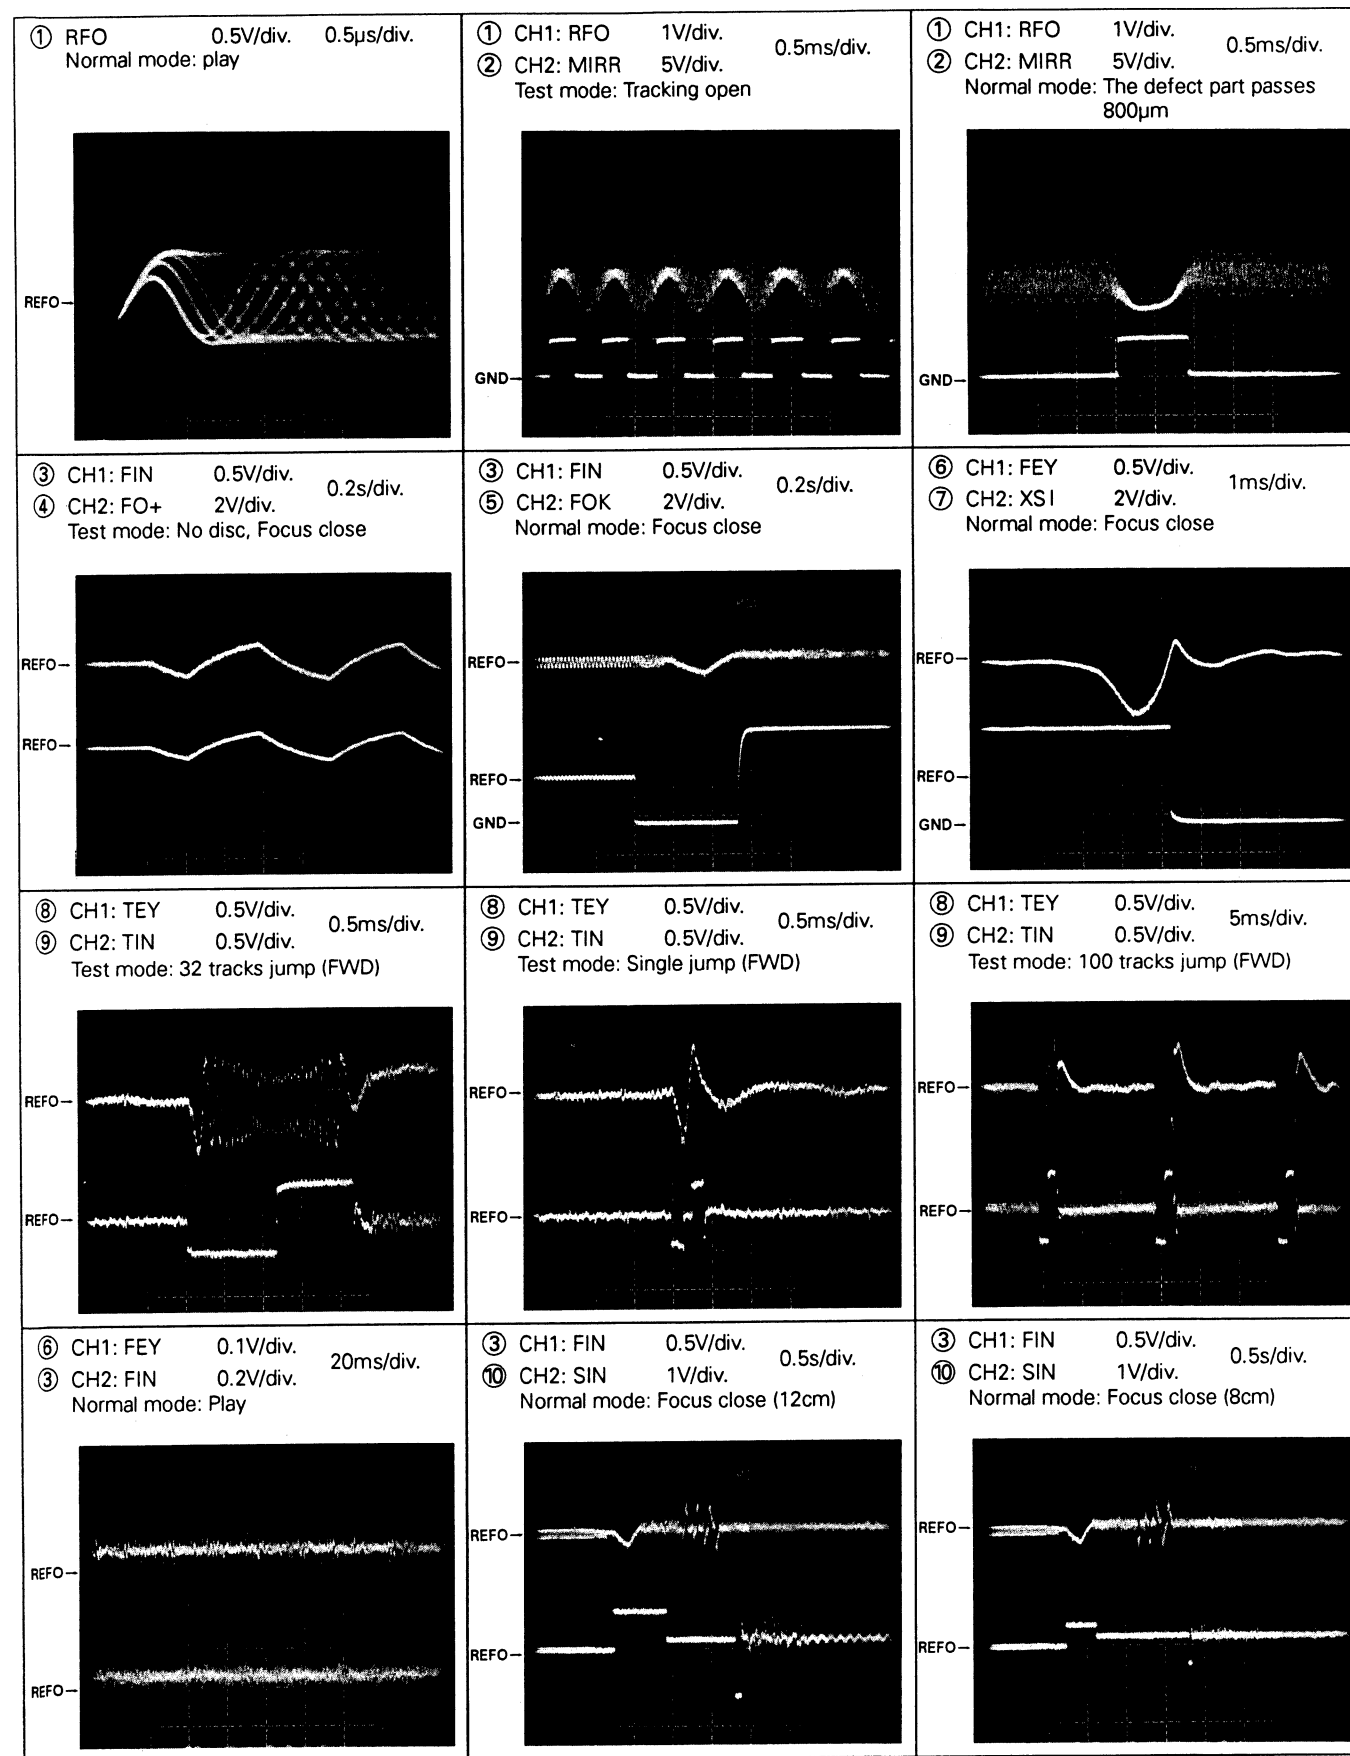 ① RFO 0.5V/div. 0.5µs/div.
Normal mode: play
REFO→
① CH1: RFO 1V/div.
0.5ms/div.
② CH2: MIRR 5V/div.
Test mode: Tracking open
GND→
① CH1: RFO 1V/div.
0.5ms/div.
② CH2: MIRR 5V/div.
Normal mode: The defect part passes
800µm
GND→
③ CH1: FIN 0.5V/div.
0.2s/div.
④ CH2: FO+ 2V/div.
Test mode: No disc, Focus close
REFO→
REFO→
③ CH1: FIN 0.5V/div.
0.2s/div.
⑤ CH2: FOK 2V/div.
Normal mode: Focus close
REFO→
REFO→
GND→
⑥ CH1: FEY 0.5V/div.
1ms/div.
⑦ CH2: XSI 2V/div.
Normal mode: Focus close
REFO→
REFO→
GND→
⑧ CH1: TEY 0.5V/div.
0.5ms/div.
⑨ CH2: TIN 0.5V/div.
Test mode: 32 tracks jump (FWD)
REFO→
REFO→
⑧ CH1: TEY 0.5V/div.
0.5ms/div.
⑨ CH2: TIN 0.5V/div.
Test mode: Single jump (FWD)
REFO→
REFO→
⑧ CH1: TEY 0.5V/div.
5ms/div.
⑨ CH2: TIN 0.5V/div.
Test mode: 100 tracks jump (FWD)
REFO→
REFO→
⑥ CH1: FEY 0.1V/div.
20ms/div.
③ CH2: FIN 0.2V/div.
Normal mode: Play
REFO→
REFO→
③ CH1: FIN 0.5V/div.
0.5s/div.
⑩ CH2: SIN 1V/div.
Normal mode: Focus close (12cm)
REFO→
REFO→
③ CH1: FIN 0.5V/div.
0.5s/div.
⑩ CH2: SIN 1V/div.
Normal mode: Focus close (8cm)
REFO→
REFO→